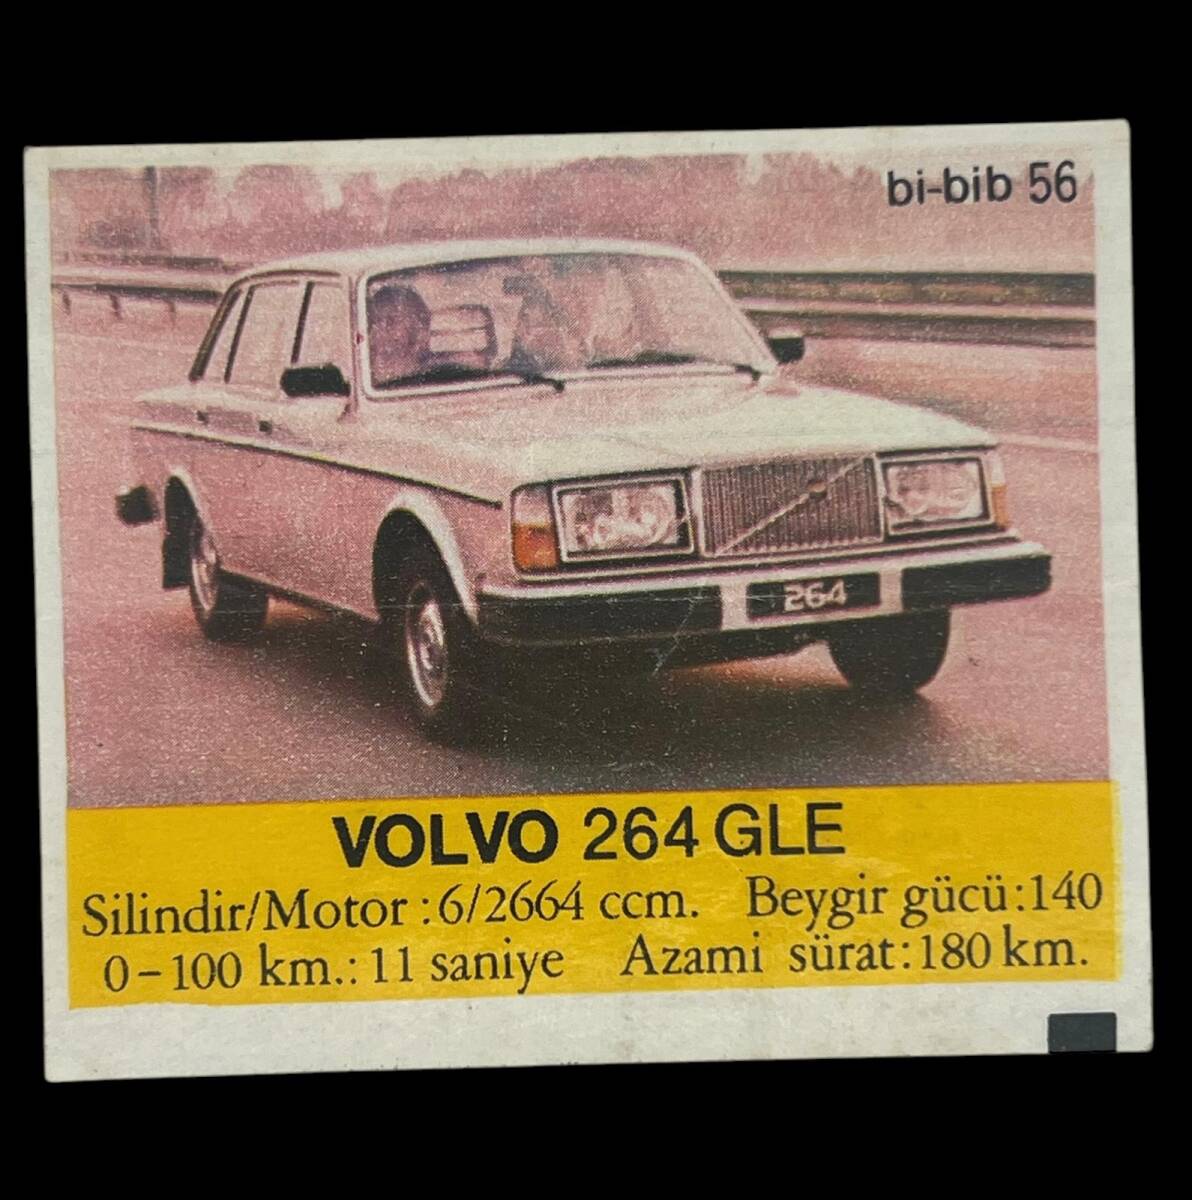 bi-bib 56
264
VOLVO 264 GLE
Silindir/Motor : 6/2664 ccm. Beygir gücü : 140
0-100 km. : 11 saniye Azami sürat : 180 km.